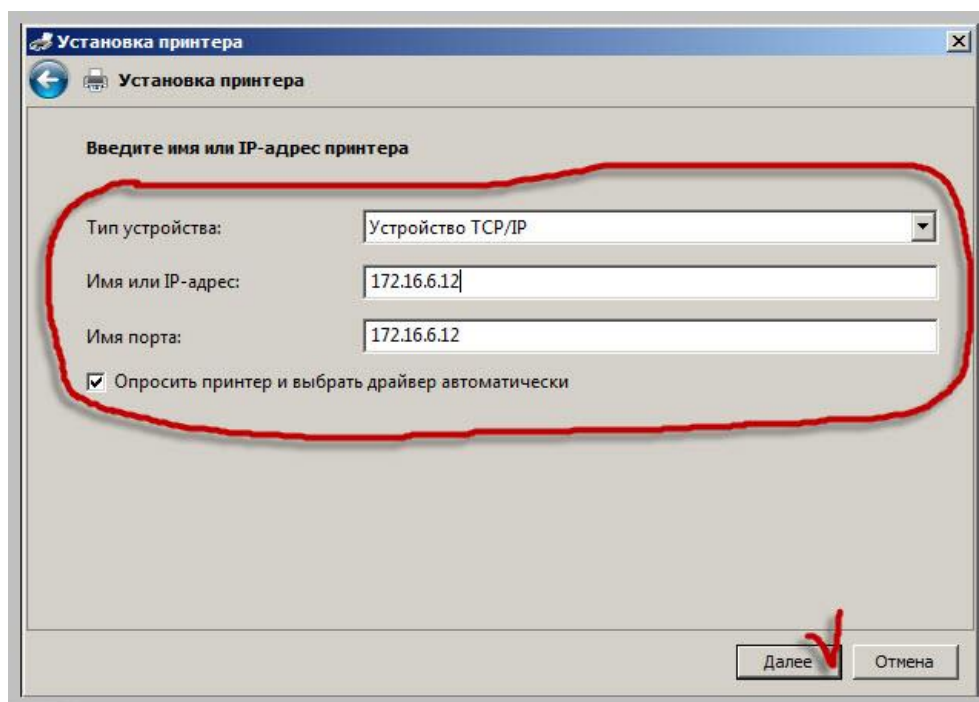 Установка принтера
Установка принтера
Введите имя или IP-адрес принтера
Тип устройства: Устройство TCP/IP
Имя или IP-адрес: 172.16.6.12
Имя порта: 172.16.6.12
Опросить принтер и выбрать драйвер автоматически
Далее Отмена